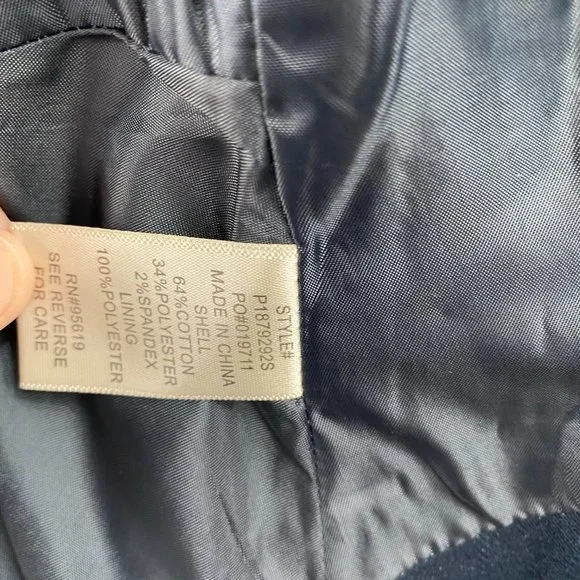 STYLE#
P1879292S
PO#019711
MADE IN CHINA
SHELL
64%COTTON
34%POLYESTER
2%SPANDEX
LINING
100%POLYESTER
RN#95619
SEE REVERSE
FOR CARE